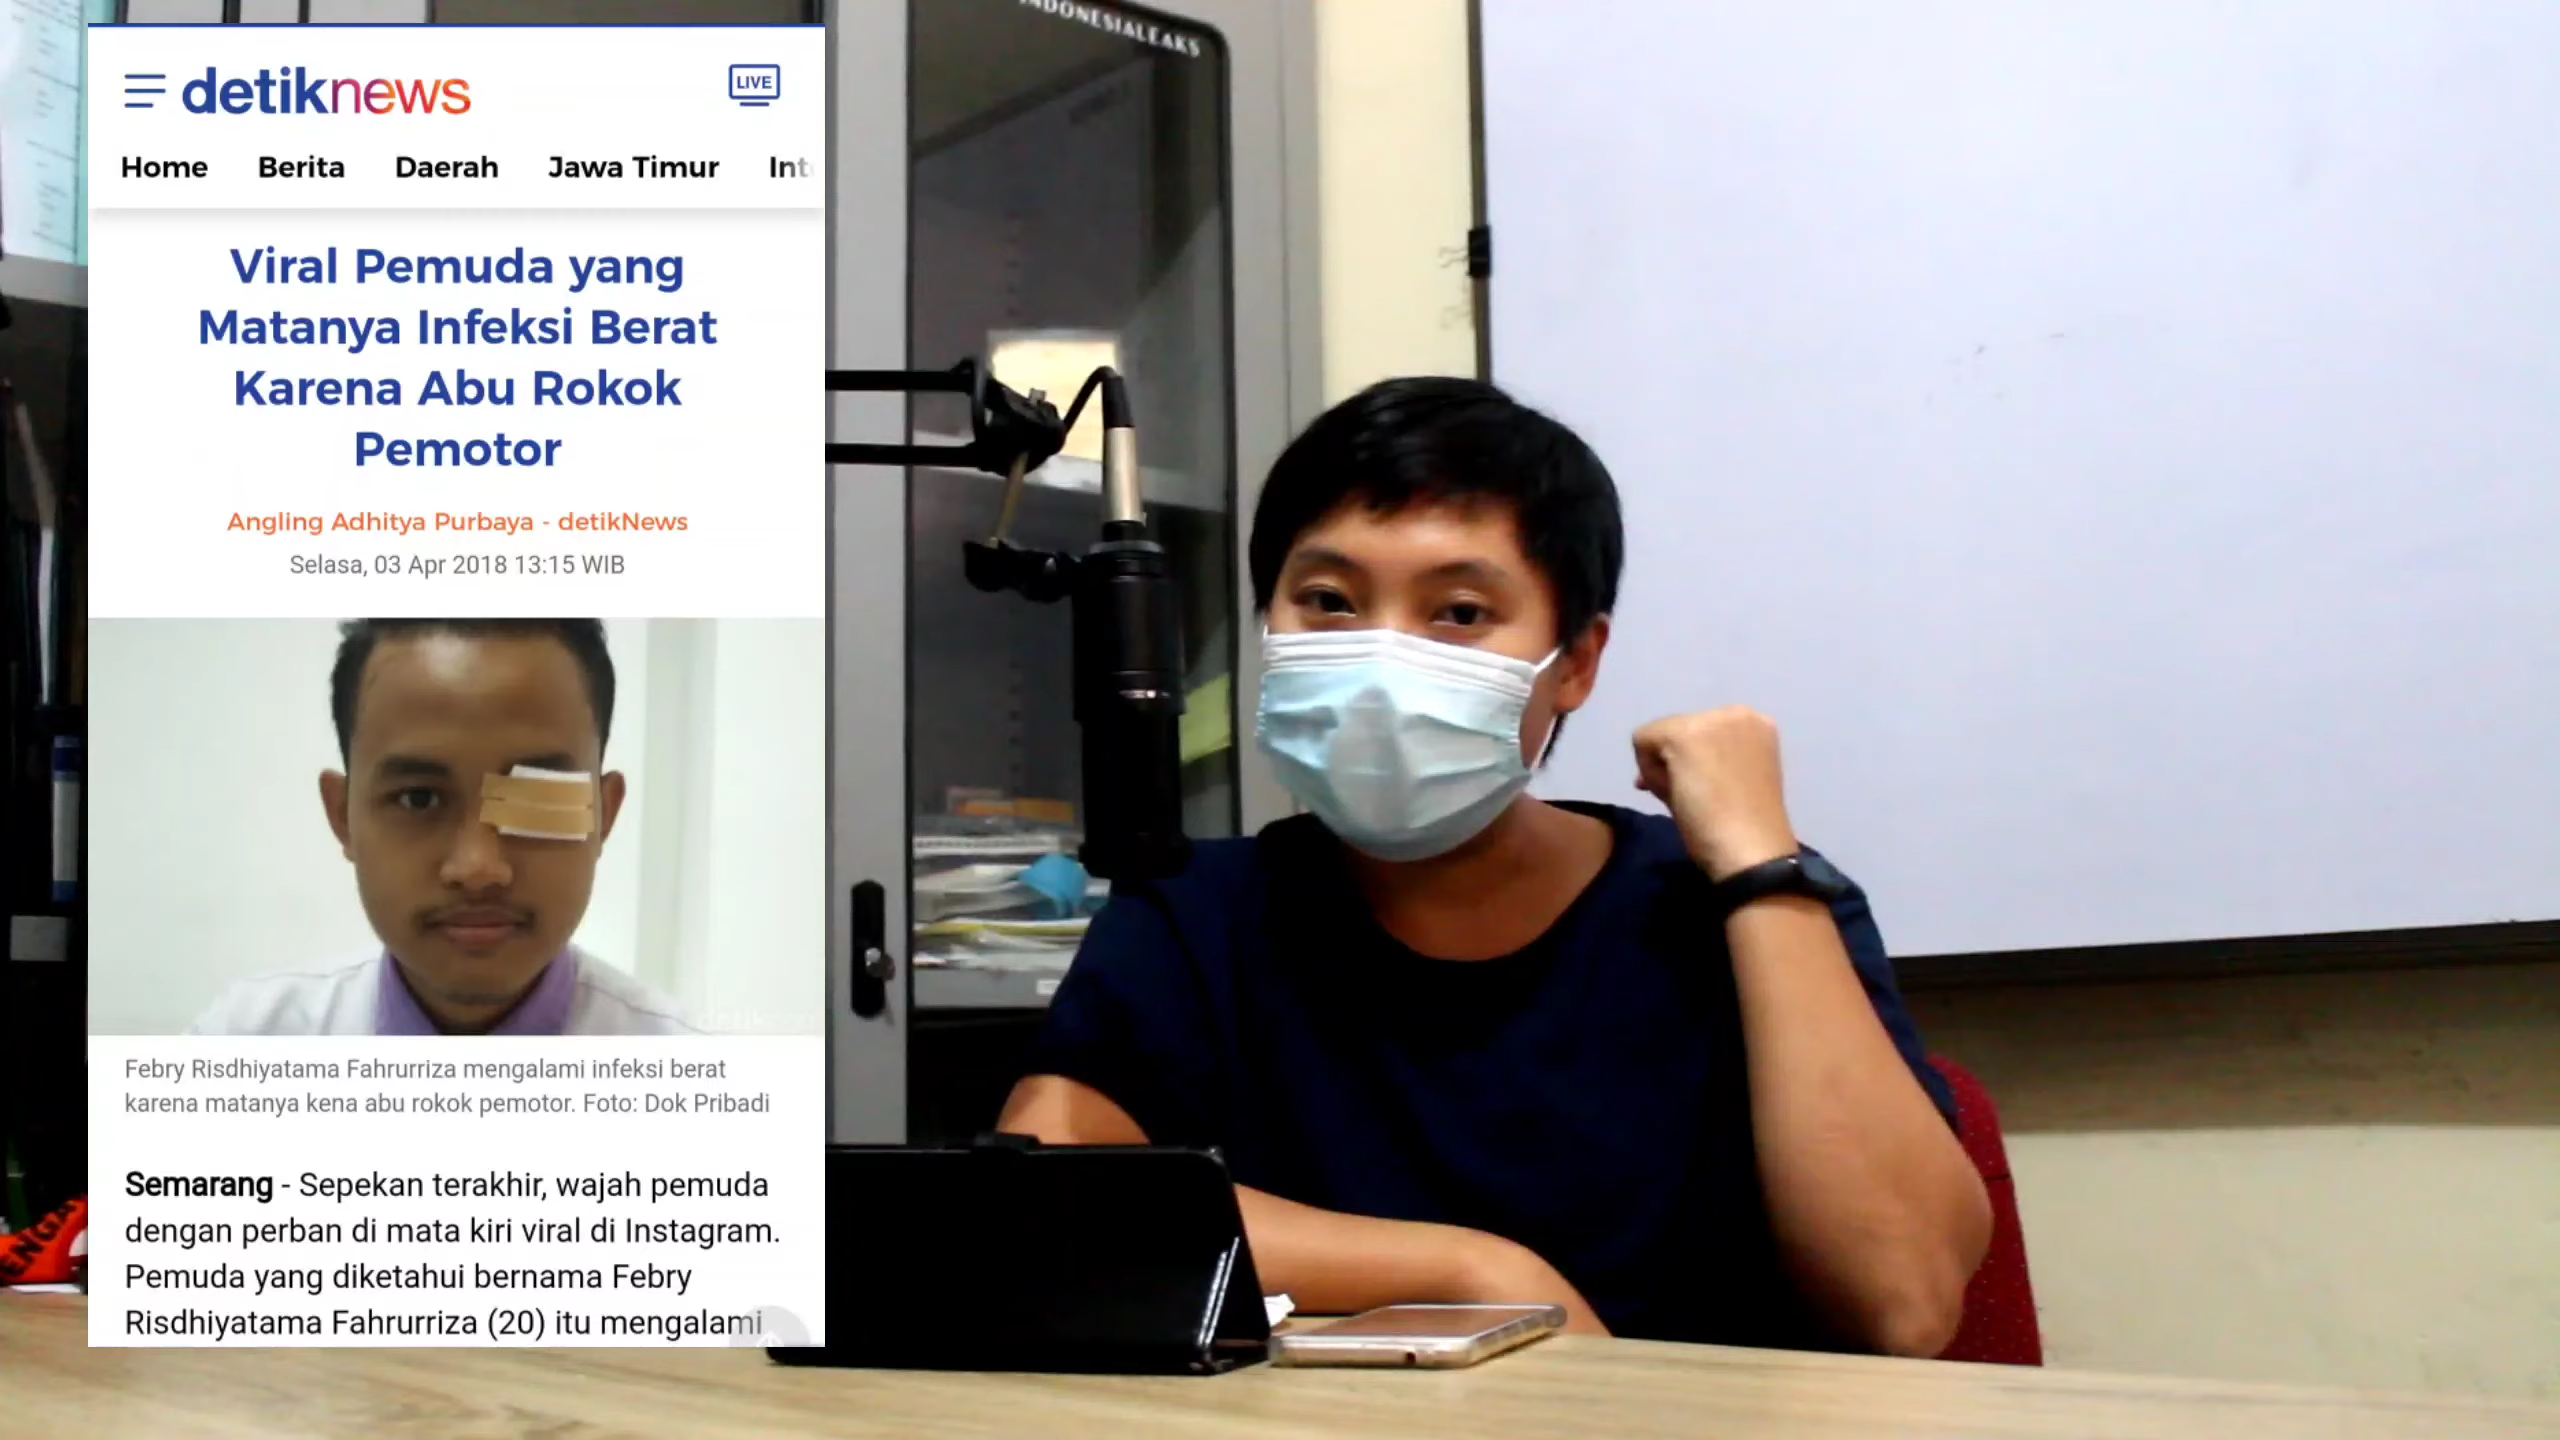 detiknews
LIVE
Home Berita Daerah Jawa Timur
Viral Pemuda yang
Matanya Infeksi Berat
Karena Abu Rokok
Pemotor
Angling Adhitya Purbaya - detikNews
Selasa, 03 Apr 2018 13:15 WIB
Febry Risdhiyatama Fahrurriza mengalami infeksi berat
karena matanya kena abu rokok pemotor. Foto: Dok Pribadi
Semarang - Sepekan terakhir, wajah pemuda
dengan perban di mata kiri viral di Instagram.
Pemuda yang diketahui bernama Febry
Risdhiyatama Fahrurriza (20) itu mengalami
INDONESIALEAKS